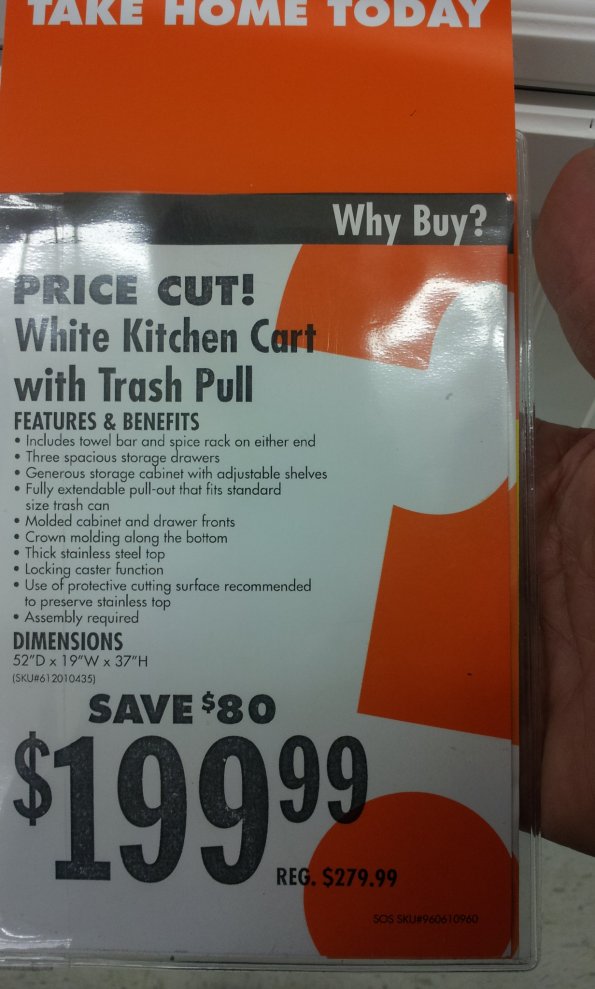 TAKE HOME TODAY
Why Buy?
PRICE CUT!
White Kitchen Cart
with Trash Pull
FEATURES & BENEFITS
• Includes towel bar and spice rack on either end
• Three spacious storage drawers
• Generous storage cabinet with adjustable shelves
• Fully extendable pull-out that fits standard
size trash can
• Molded cabinet and drawer fronts
• Crown molding along the bottom
• Thick stainless steel top
• Locking caster function
• Use of protective cutting surface recommended
to preserve stainless top
• Assembly required
DIMENSIONS
52"D x 19"W x 37"H
(SKU#612010435)
SAVE $80
$199 99
REG. $279.99
SOS SKU#960610960